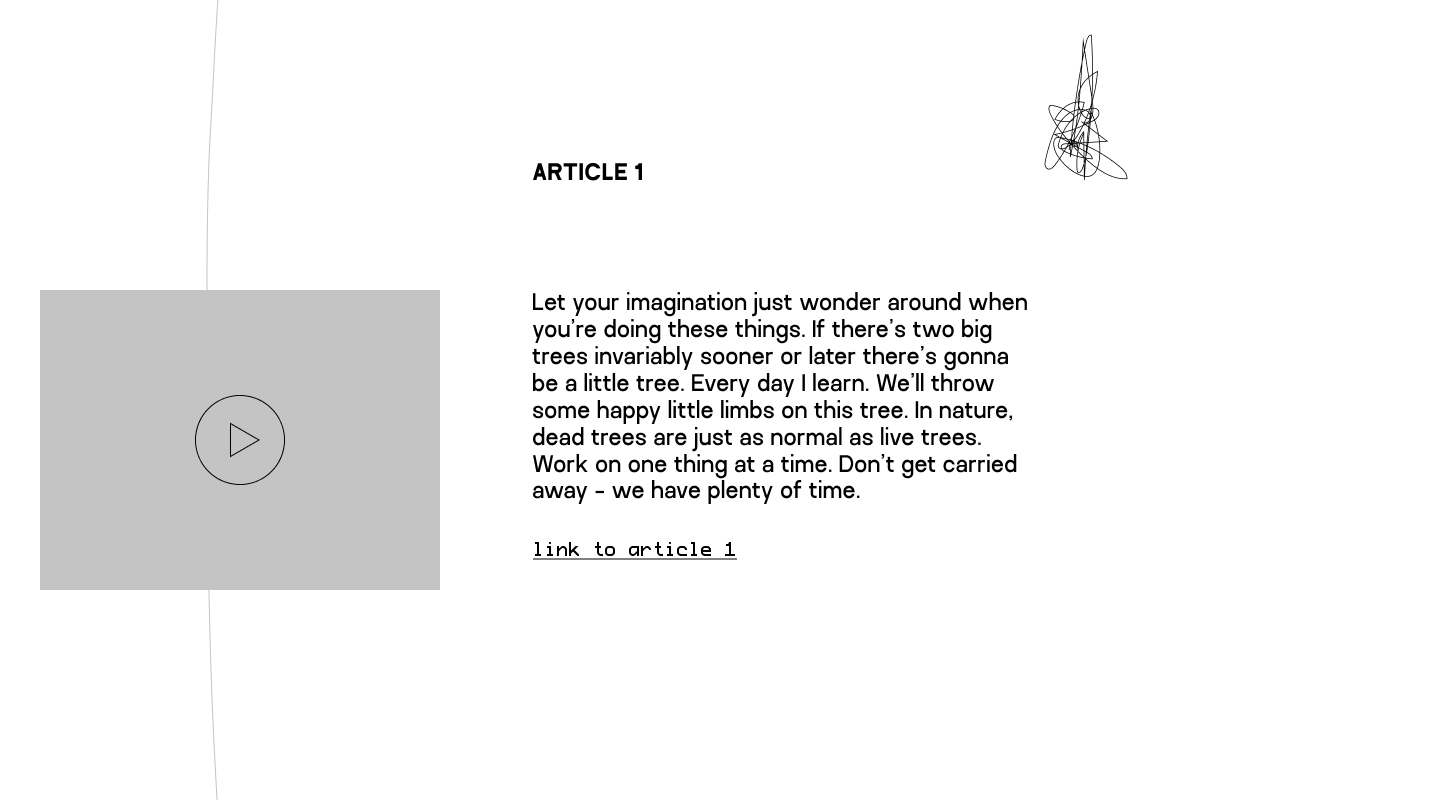 ARTICLE 1
Let your imagination just wonder around when
you’re doing these things. If there’s two big
trees invariably sooner or later there’s gonna
be a little tree. Every day I learn. We’ll throw
some happy little limbs on this tree. In nature,
dead trees are just as normal as live trees.
Work on one thing at a time. Don’t get carried
away – we have plenty of time.
link to article 1